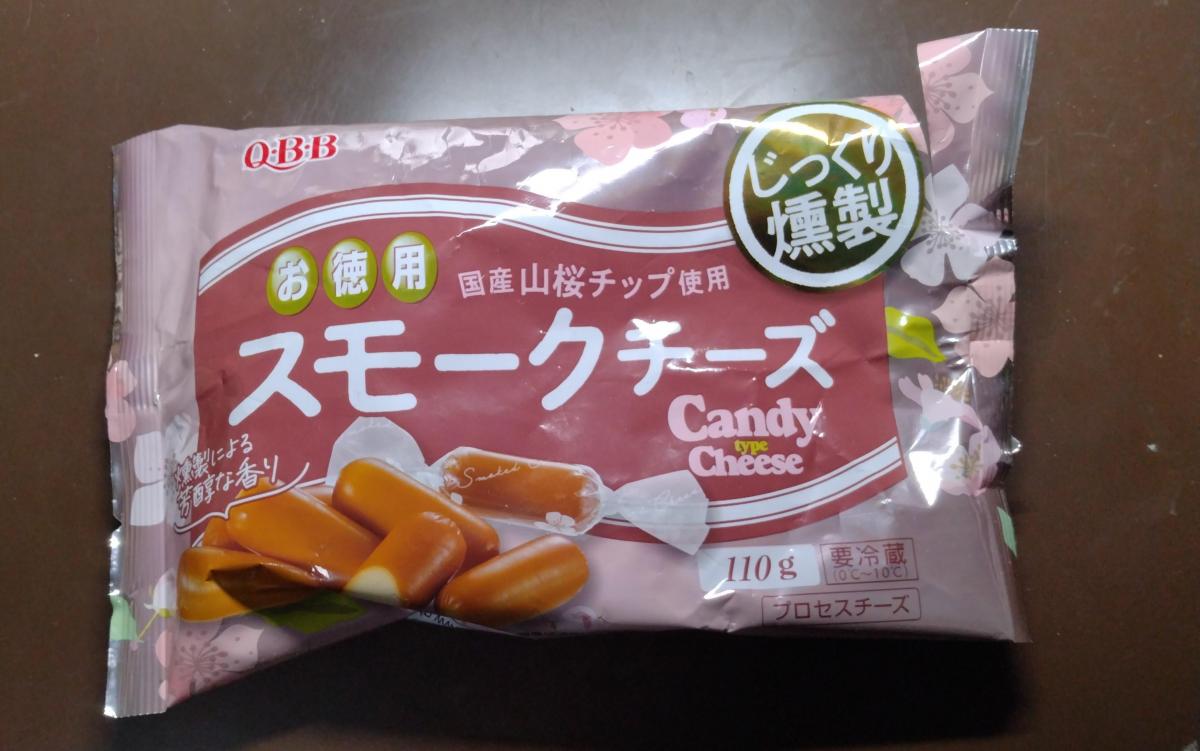 Q·B·B
じっくり
燻製
お徳用
国産山桜チップ使用
スモークチーズ
Candy
type
Cheese
燻製による
芳醇な香り
Smoked
110g
要冷蔵
(0℃~10℃)
プロセスチーズ